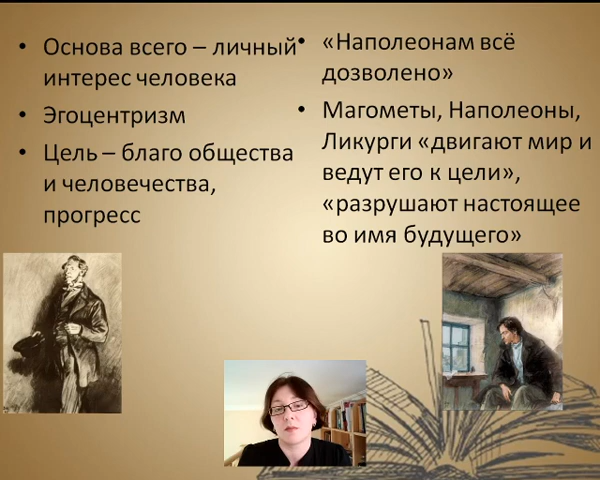 • Основа всего – личный
интерес человека
• Эгоцентризм
• Цель – благо общества
и человечества,
прогресс
• «Наполеонам всё
дозволено»
• Магометы, Наполеоны,
Ликурги «двигают мир и
ведут его к цели»,
«разрушают настоящее
во имя будущего»